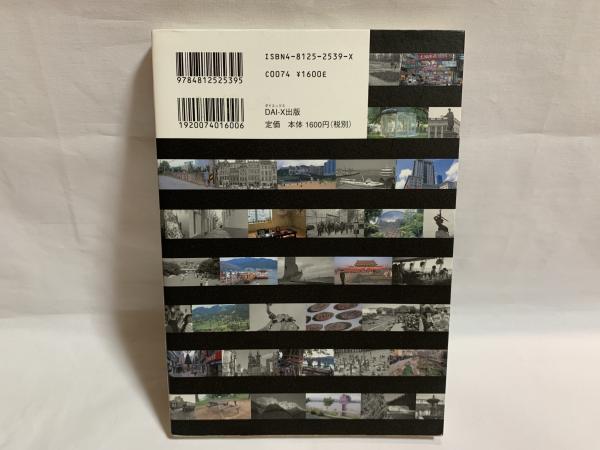 ISBN4-8125-2539-X
9784812525395
C0074 ¥1600E
ダイエックス
DAI-X出版
定価　本体 1600円(税別)
1920074016006